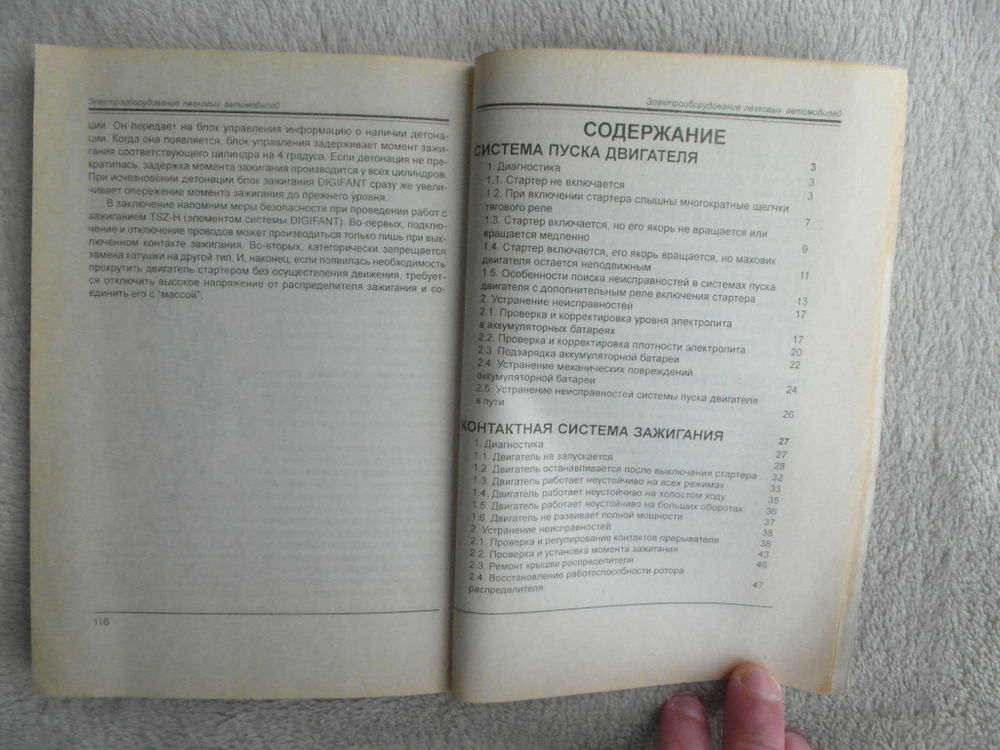 Электрооборудование легковых автомобилей
ции. Он передает на блок управления информацию о наличии детона-
ции. Когда она появляется, блок управления задерживает момент зажи-
гания соответствующего цилиндра на 4 градуса. Если детонация не пре-
кратилась, задержка момента зажигания производится у всех цилиндров.
При исчезновении детонации блок зажигания DIGIFANT сразу же увели-
чивает опережение момента зажигания до прежнего уровня.
В заключение напомним меры безопасности при проведении работ с
зажиганием TSZ-H (элементом системы DIGIFANT). Во-первых, подклю-
чение и отключение проводов может производиться только лишь при вык-
люченном контакте зажигания. Во-вторых, категорически запрещается
замена катушки на другой тип. И, наконец, если появилась необходимость
прокрутить двигатель стартером без осуществления движения, требует-
ся отключить высокое напряжение от распределителя зажигания и со-
единить его с "массой".
116
Электрооборудование легковых автомобилей
СОДЕРЖАНИЕ
СИСТЕМА ПУСКА ДВИГАТЕЛЯ 3
1. Диагностика 3
1.1. Стартер не включается 3
1.2. При включении стартера слышны многократные щелчки
тягового реле 7
1.3. Стартер включается, но его якорь не вращается или
вращается медленно 9
1.4. Стартер включается, его якорь вращается, но маховик
двигателя остается неподвижным 11
1.5. Особенности поиска неисправностей в системах пуска
двигателя с дополнительным реле включения стартера 13
2. Устранение неисправностей 17
2.1. Проверка и корректировка уровня электролита
в аккумуляторных батареях 17
2.2. Проверка и корректировка плотности электролита 20
2.3. Подзарядка аккумуляторной батареи 22
2.4. Устранение механических повреждений
аккумуляторной батареи 24
2.5. Устранение неисправностей системы пуска двигателя
в пути 26
КОНТАКТНАЯ СИСТЕМА ЗАЖИГАНИЯ 27
1. Диагностика 27
1.1. Двигатель не запускается 28
1.2 Двигатель останавливается после выключения стартера 32
1.3. Двигатель работает неустойчиво на всех режимах 33
1.4. Двигатель работает неустойчиво на холостом ходу 35
1.5. Двигатель работает неустойчиво на больших оборотах 36
1.6. Двигатель не развивает полной мощности 37
2. Устранение неисправностей 38
2.1. Проверка и регулирование контактов прерывателя 38
2.2. Проверка и установка момента зажигания 43
2.3. Ремонт крышки распределителя 46
2.4. Восстановление работоспособности ротора
распределителя 47